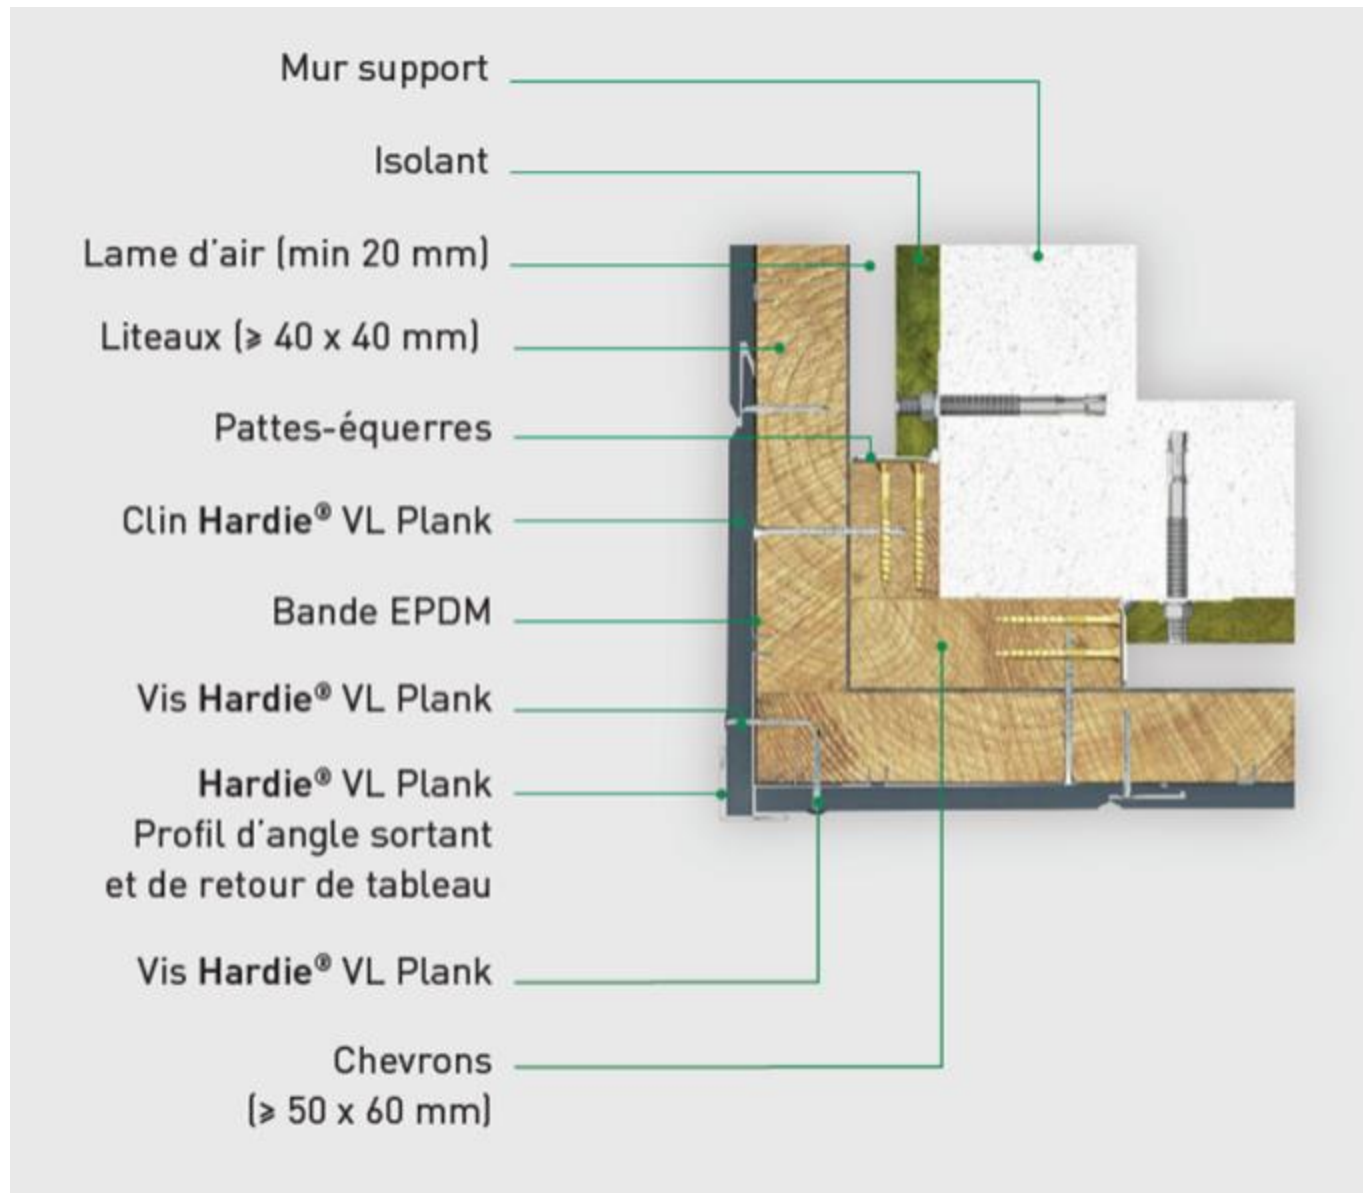 Mur support
Isolant
Lame d'air (min 20 mm)
Liteaux (⩾ 40 x 40 mm)
Pattes-équerres
Clin Hardie® VL Plank
Bande EPDM
Vis Hardie® VL Plank
Hardie® VL Plank
Profil d'angle sortant
et de retour de tableau
Vis Hardie® VL Plank
Chevrons
(⩾ 50 x 60 mm)